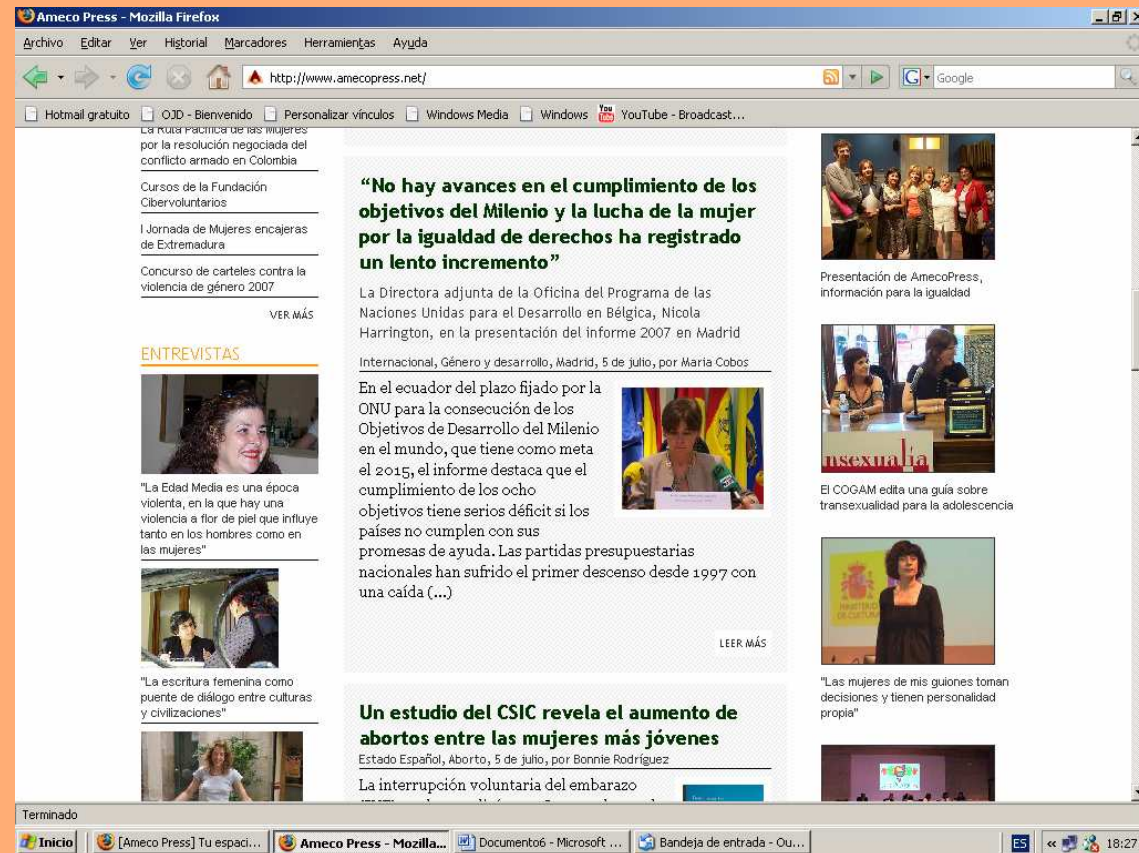 Ameco Press - Mozilla Firefox
Archivo Editar Ver Historial Marcadores Herramientas Ayuda
http://www.amecopress.net/
Google
Hotmail gratuito OJD - Bienvenido Personalizar vínculos Windows Media Windows YouTube - Broadcast...
La Ruta Pacífica de las Mujeres
por la resolución negociada del
conflicto armado en Colombia
Cursos de la Fundación
Cibervoluntarios
I Jornada de Mujeres encajeras
de Extremadura
Concurso de carteles contra la
violencia de género 2007
VER MÁS
ENTREVISTAS
"La Edad Media es una época
violenta, en la que hay una
violencia a flor de piel que influye
tanto en los hombres como en
las mujeres"
"La escritura femenina como
puente de diálogo entre culturas
y civilizaciones"
“No hay avances en el cumplimiento de los
objetivos del Milenio y la lucha de la mujer
por la igualdad de derechos ha registrado
un lento incremento”
La Directora adjunta de la Oficina del Programa de las
Naciones Unidas para el Desarrollo en Bélgica, Nicola
Harrington, en la presentación del informe 2007 en Madrid
Internacional, Género y desarrollo, Madrid, 5 de julio, por Maria Cobos
En el ecuador del plazo fijado por la
ONU para la consecución de los
Objetivos de Desarrollo del Milenio
en el mundo, que tiene como meta
el 2015, el informe destaca que el
cumplimiento de los ocho
objetivos tiene serios déficit si los
países no cumplen con sus
promesas de ayuda. Las partidas presupuestarias
nacionales han sufrido el primer descenso desde 1997 con
una caída (...)
LEER MÁS
Un estudio del CSIC revela el aumento de
abortos entre las mujeres más jóvenes
Estado Español, Aborto, 5 de julio, por Bonnie Rodríguez
La interrupción voluntaria del embarazo
Presentación de AmecoPress,
información para la igualdad
nsexualia
El COGAM edita una guía sobre
transexualidad para la adolescencia
MINISTERIO
DE CULTURA
"Las mujeres de mis guiones toman
decisiones y tienen personalidad
propia"
Terminado
Inicio [Ameco Press] Tu espaci... Ameco Press - Mozilla... Documento6 - Microsoft ... Bandeja de entrada - Ou... ES 18:27